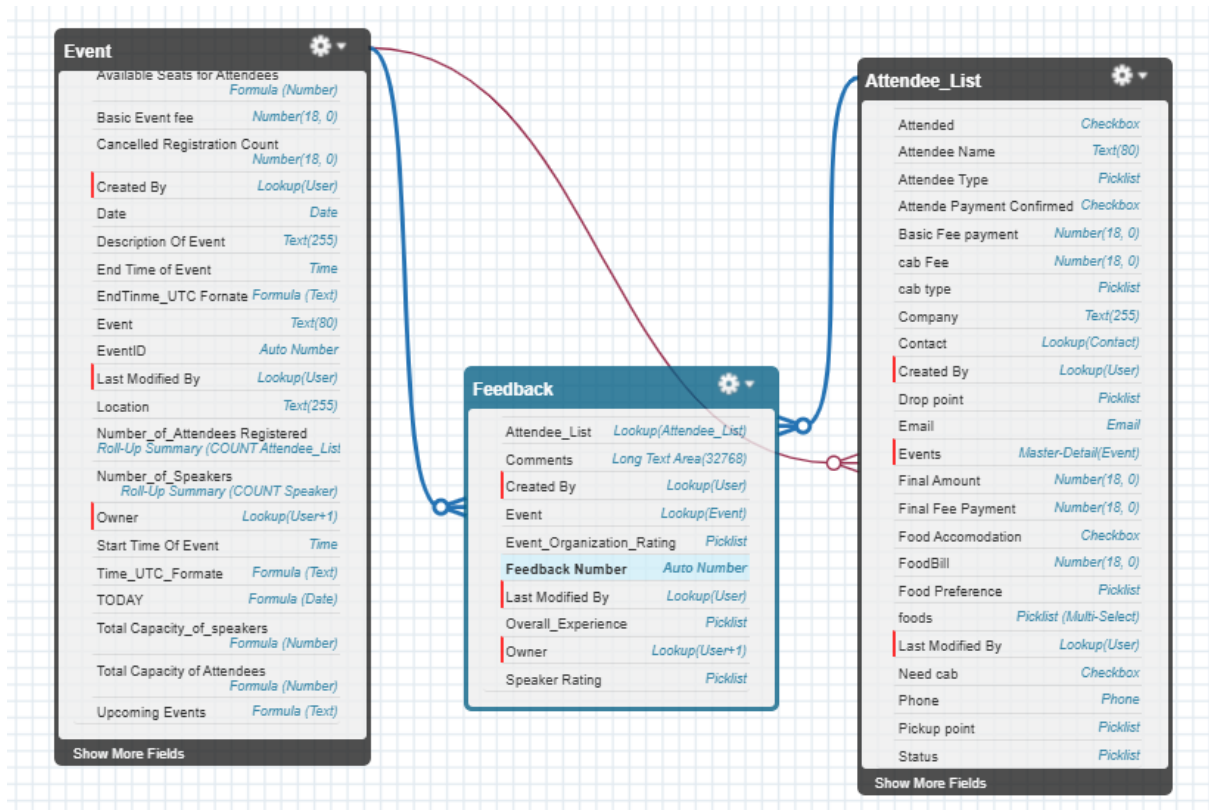 Event
Available Seats for Attendees
Formula (Number)
Basic Event fee Number(18, 0)
Cancelled Registration Count
Number(18, 0)
Created By Lookup(User)
Date Date
Description Of Event Text(255)
End Time of Event Time
EndTinme_UTC Fornate Formula (Text)
Event Text(80)
EventID Auto Number
Last Modified By Lookup(User)
Location Text(255)
Number_of_Attendees Registered
Roll-Up Summary (COUNT Attendee_List
Number_of_Speakers
Roll-Up Summary (COUNT Speaker)
Owner Lookup(User+1)
Start Time Of Event Time
Time_UTC_Formate Formula (Text)
TODAY Formula (Date)
Total Capacity_of_speakers
Formula (Number)
Total Capacity of Attendees
Formula (Number)
Upcoming Events Formula (Text)
Show More Fields
Feedback
Attendee_List Lookup(Attendee_List)
Comments Long Text Area(32768)
Created By Lookup(User)
Event Lookup(Event)
Event_Organization_Rating Picklist
Feedback Number Auto Number
Last Modified By Lookup(User)
Overall_Experience Picklist
Owner Lookup(User+1)
Speaker Rating Picklist
Attendee_List
Attended Checkbox
Attendee Name Text(80)
Attendee Type Picklist
Attende Payment Confirmed Checkbox
Basic Fee payment Number(18, 0)
cab Fee Number(18, 0)
cab type Picklist
Company Text(255)
Contact Lookup(Contact)
Created By Lookup(User)
Drop point Picklist
Email Email
Events Master-Detail(Event)
Final Amount Number(18, 0)
Final Fee Payment Number(18, 0)
Food Accomodation Checkbox
FoodBill Number(18, 0)
Food Preference Picklist
foods Picklist (Multi-Select)
Last Modified By Lookup(User)
Need cab Checkbox
Phone Phone
Pickup point Picklist
Status Picklist
Show More Fields